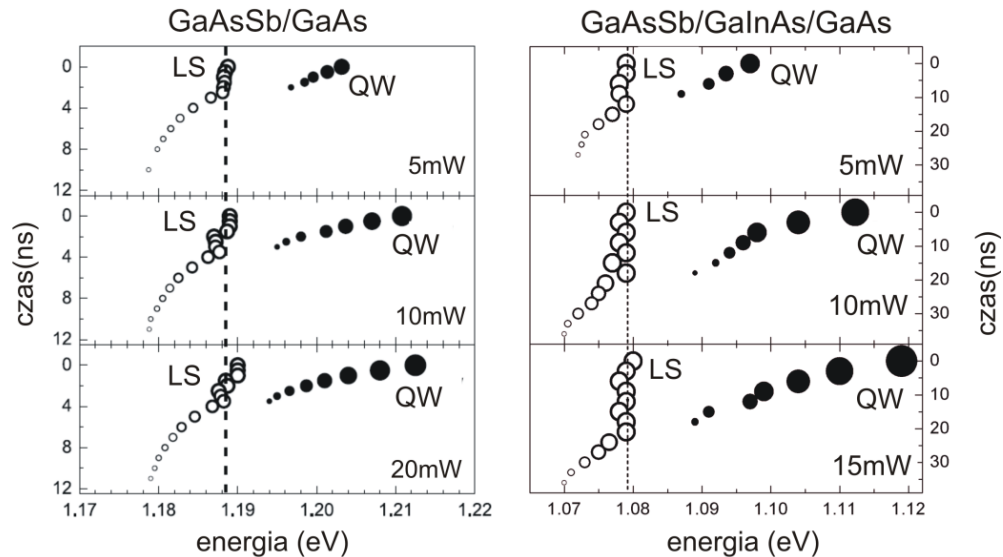 GaAsSb/GaAs
GaAsSb/GaInAs/GaAs
0
4
8
12
LS
QW
5mW
0
4
8
12
LS
QW
10mW
0
4
8
12
LS
QW
20mW
czas(ns)
1.17 1.18 1.19 1.20 1.21 1.22
energia (eV)
LS
QW
5mW
0
10
20
30
LS
QW
10mW
0
10
20
30
LS
QW
15mW
0
10
20
30
czas(ns)
1.07 1.08 1.09 1.10 1.11 1.12
energia (eV)